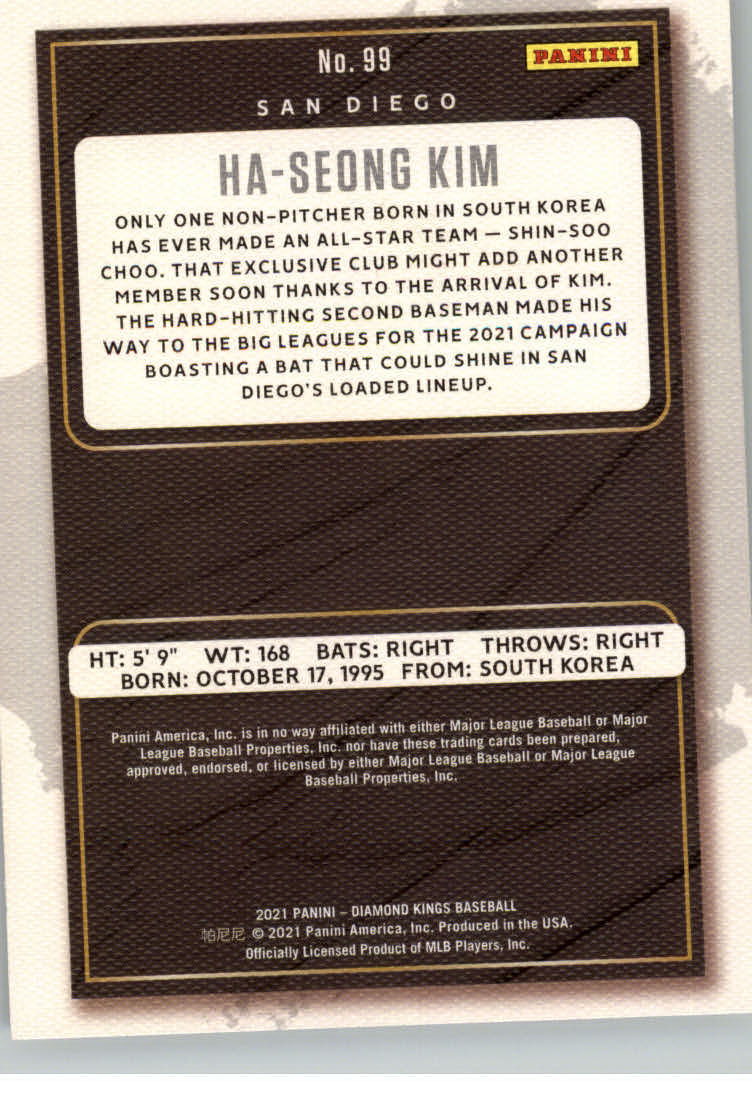 No. 99
PANINI
SAN DIEGO
HA-SEONG KIM
ONLY ONE NON-PITCHER BORN IN SOUTH KOREA
HAS EVER MADE AN ALL-STAR TEAM — SHIN-SOO
CHOO. THAT EXCLUSIVE CLUB MIGHT ADD ANOTHER
MEMBER SOON THANKS TO THE ARRIVAL OF KIM.
THE HARD-HITTING SECOND BASEMAN MADE HIS
WAY TO THE BIG LEAGUES FOR THE 2021 CAMPAIGN
BOASTING A BAT THAT COULD SHINE IN SAN
DIEGO'S LOADED LINEUP.
HT: 5' 9" WT: 168 BATS: RIGHT THROWS: RIGHT
BORN: OCTOBER 17, 1995 FROM: SOUTH KOREA
Panini America, Inc. is in no way affiliated with either Major League Baseball or Major
League Baseball Properties, Inc. nor have these trading cards been prepared,
approved, endorsed, or licensed by either Major League Baseball or Major League
Baseball Properties, Inc.
2021 PANINI – DIAMOND KINGS BASEBALL
帕尼尼 © 2021 Panini America, Inc. Produced in the USA.
Officially Licensed Product of MLB Players, Inc.